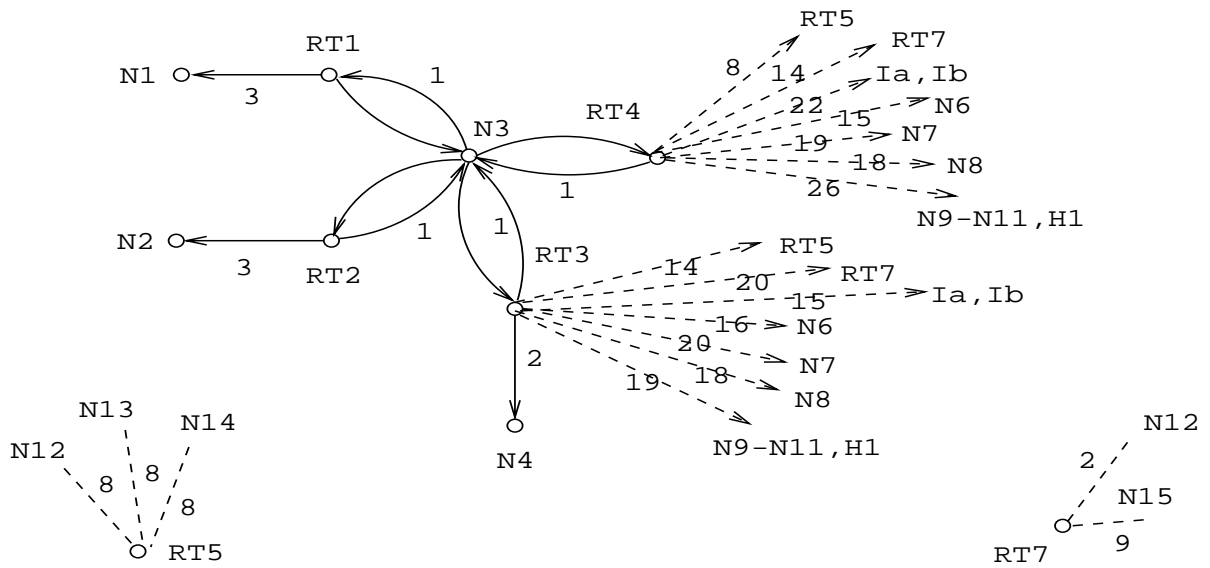 RT5
RT7
RT1
N1
1
8
14
Ia,Ib
3
22
N6
RT4
15
N3
N7
19
18
N8
1
26
N9-N11,H1
N2
1
1
RT3
RT5
3
RT2
14
RT7
20
15
Ia,Ib
16
N6
20
2
N7
18
19
N8
N13
N14
N12
N9-N11,H1
N12
N4
2
8
8
N15
8
RT5
RT7
9